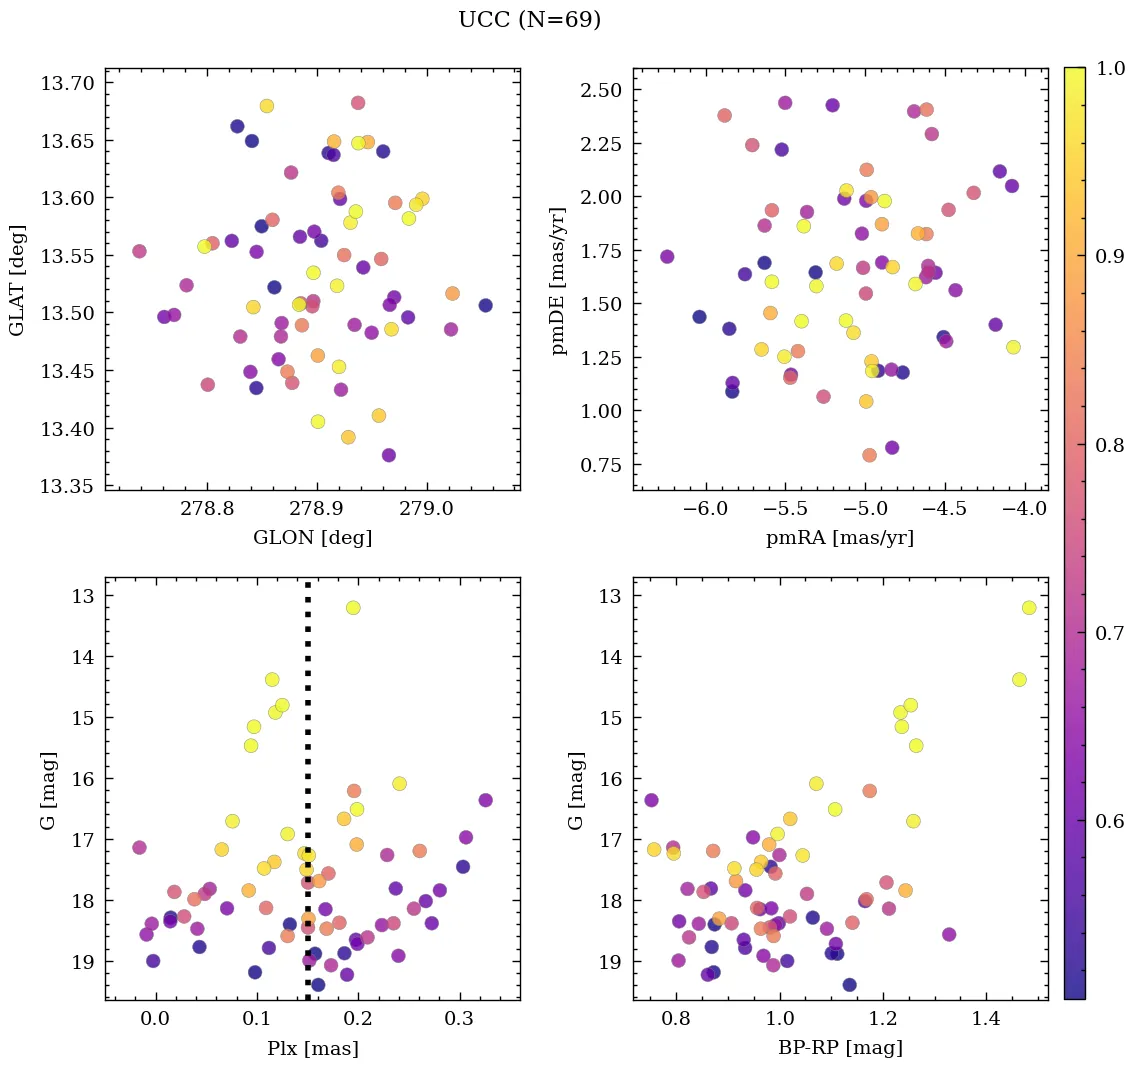 UCC (N=69)
13.70
13.65
13.60
13.55
13.50
13.45
13.40
13.35
GLAT [deg]
278.8 278.9 279.0
GLON [deg]
2.50
2.25
2.00
1.75
1.50
1.25
1.00
0.75
pmDE [mas/yr]
−6.0 −5.5 −5.0 −4.5 −4.0
pmRA [mas/yr]
1.0
0.9
0.8
0.7
0.6
13
14
15
16
17
18
19
G [mag]
0.0 0.1 0.2 0.3
Plx [mas]
13
14
15
16
17
18
19
G [mag]
0.8 1.0 1.2 1.4
BP-RP [mag]